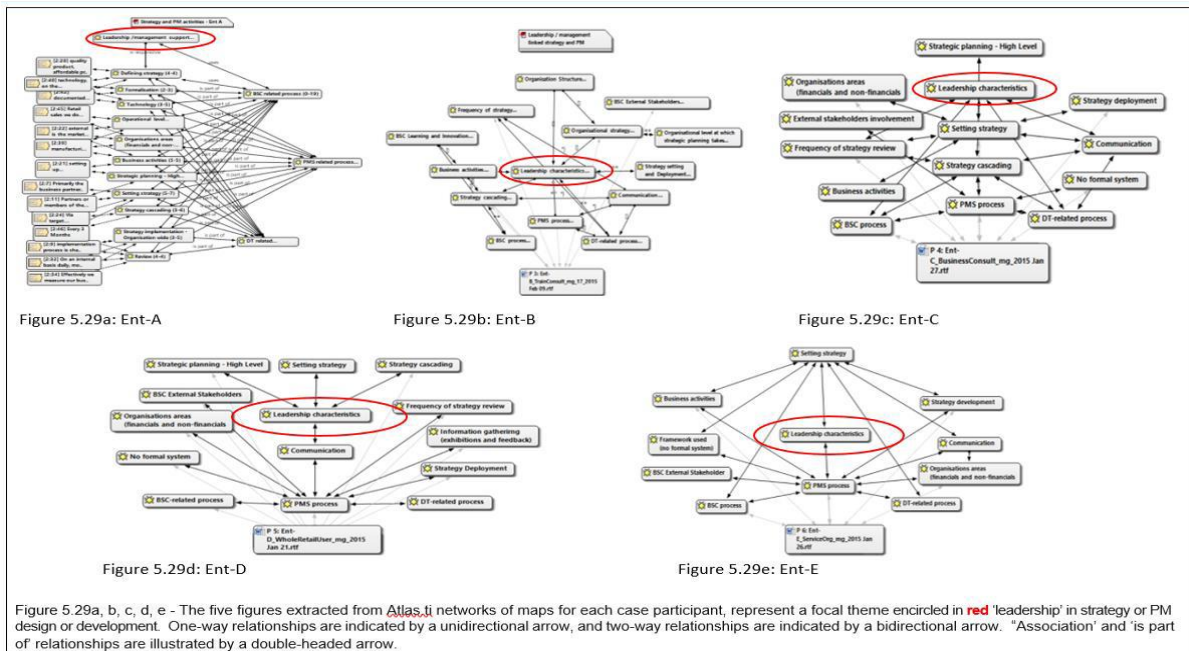 Strategy and PM activities - Ent A
Leadership /management support...
Defining strategy (4-4)
Technology (3-5)
Operational level...
Business activities (5-5)
Strategic planning - High...
Setting strategy (5-7)
Strategy cascading (3-6)
Strategy implementation -
Organisation wide (2-5)
Review (4-4)
BSC related process (0-10)
PMS related process...
DT related...
is part of
Figure 5.29a: Ent-A
Leadership / management
linked strategy and PM
Organisation Structure...
Frequency of strategy...
BSC External Stakeholders...
BSC Learning and Innovation...
Organisational strategy...
Organisational level at which
strategic planning takes...
Business activities...
Leadership characteristics...
Strategy setting
and Deployment...
Strategy cascading...
Communication...
PMS process...
BSC process...
DT-related process...
P 3: Ent-
B_TrainConsult_mg_17_2015
Feb 09.rtf
Figure 5.29b: Ent-B
Strategic planning - High Level
Organisations areas
(financials and non-financials
Leadership characteristics
Strategy deployment
External stakeholders involvement
Setting strategy
Communication
Frequency of strategy review
Strategy cascading
No formal system
Business activities
PMS process
BSC process
DT-related process
P 4: Ent-
C_BusinessConsult_mg_2015 Jan
27.rtf
Figure 5.29c: Ent-C
Strategic planning - High Level
Setting strategy
Strategy cascading
BSC External Stakeholders
Leadership characteristics
Frequency of strategy review
Organisations areas
(financials and non-financials
Information gathering
(exhibitions and feedback)
Communication
No formal system
Strategy Deployment
BSC-related process
PMS process
DT-related process
P 5: Ent-
D_WholeRetailUser_mg_2015
Jan 21.rtf
Figure 5.29d: Ent-D
Setting strategy
Business activities
Strategy development
Leadership characteristics
Framework used
(no formal system)
Communication
BSC External Stakeholder
Organisations areas
(financials and non-financials
PMS process
BSC process
DT-related process
P 6: Ent-
E_ServiceOrg_mg_2015 Jan
26.rtf
Figure 5.29e: Ent-E
Figure 5.29a, b, c, d, e - The five figures extracted from Atlas.ti networks of maps for each case participant, represent a focal theme encircled in red 'leadership' in strategy or PM
design or development. One-way relationships are indicated by a unidirectional arrow, and two-way relationships are indicated by a bidirectional arrow. "Association' and 'is part
of' relationships are illustrated by a double-headed arrow.